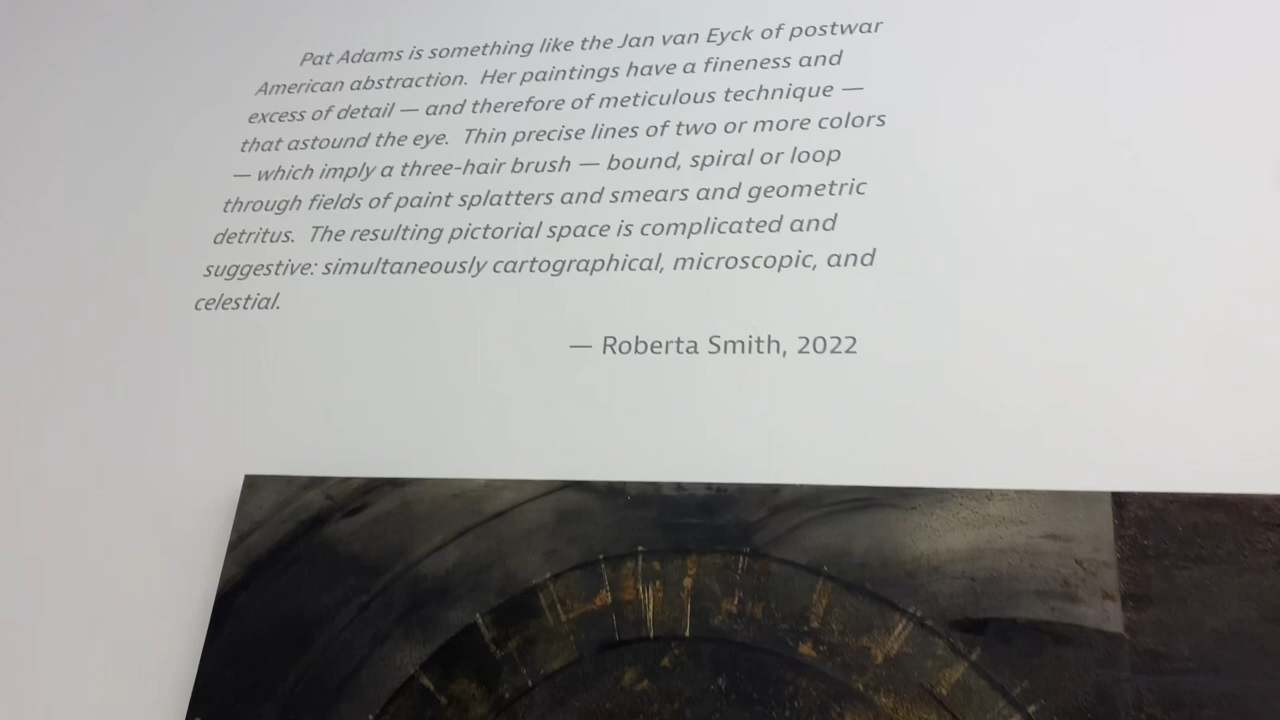 Pat Adams is something like the Jan van Eyck of postwar
American abstraction. Her paintings have a fineness and
excess of detail — and therefore of meticulous technique —
that astound the eye. Thin precise lines of two or more colors
— which imply a three-hair brush — bound, spiral or loop
through fields of paint splatters and smears and geometric
detritus. The resulting pictorial space is complicated and
suggestive: simultaneously cartographical, microscopic, and
celestial.
— Roberta Smith, 2022